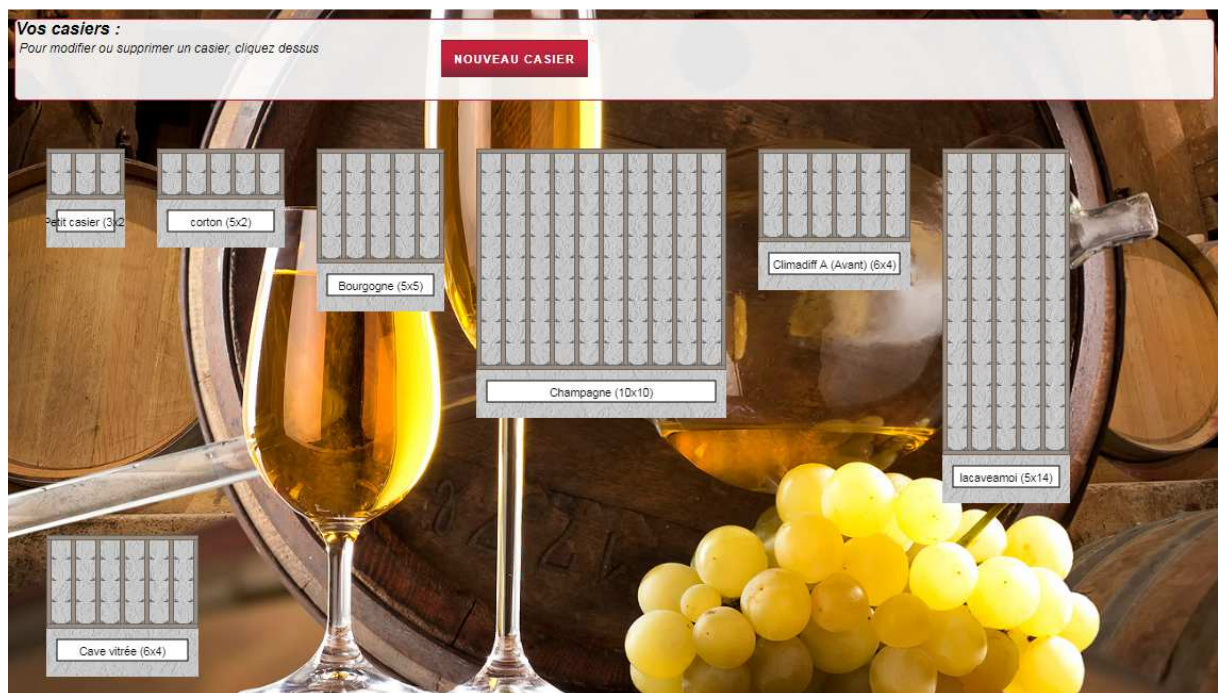 Vos casiers :
Pour modifier ou supprimer un casier, cliquez dessus
NOUVEAU CASIER
Petit casier (3x2
corton (5x2)
Bourgogne (5x5)
Champagne (10x10)
Climadiff A (Avant) (6x4)
lacaveamoi (5x14)
Cave vitrée (6x4)